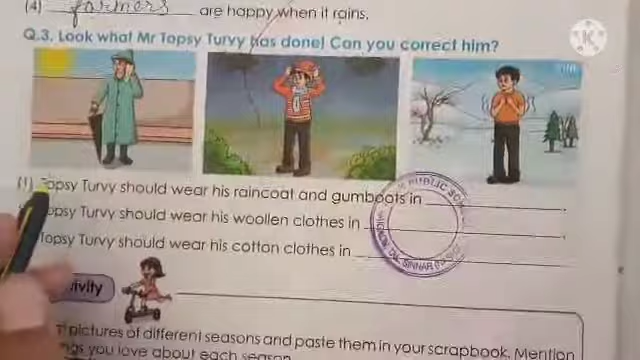 (4) farmers are happy when it rains.
Q.3. Look what Mr Topsy Turvy has done! Can you correct him?
(1) Topsy Turvy should wear his raincoat and gumboots in
Topsy Turvy should wear his woollen clothes in
Topsy Turvy should wear his cotton clothes in
PUBLIC
SINNAR
pictures of different seasons and paste them in your scrapbook. Mention
you love about each season.
K